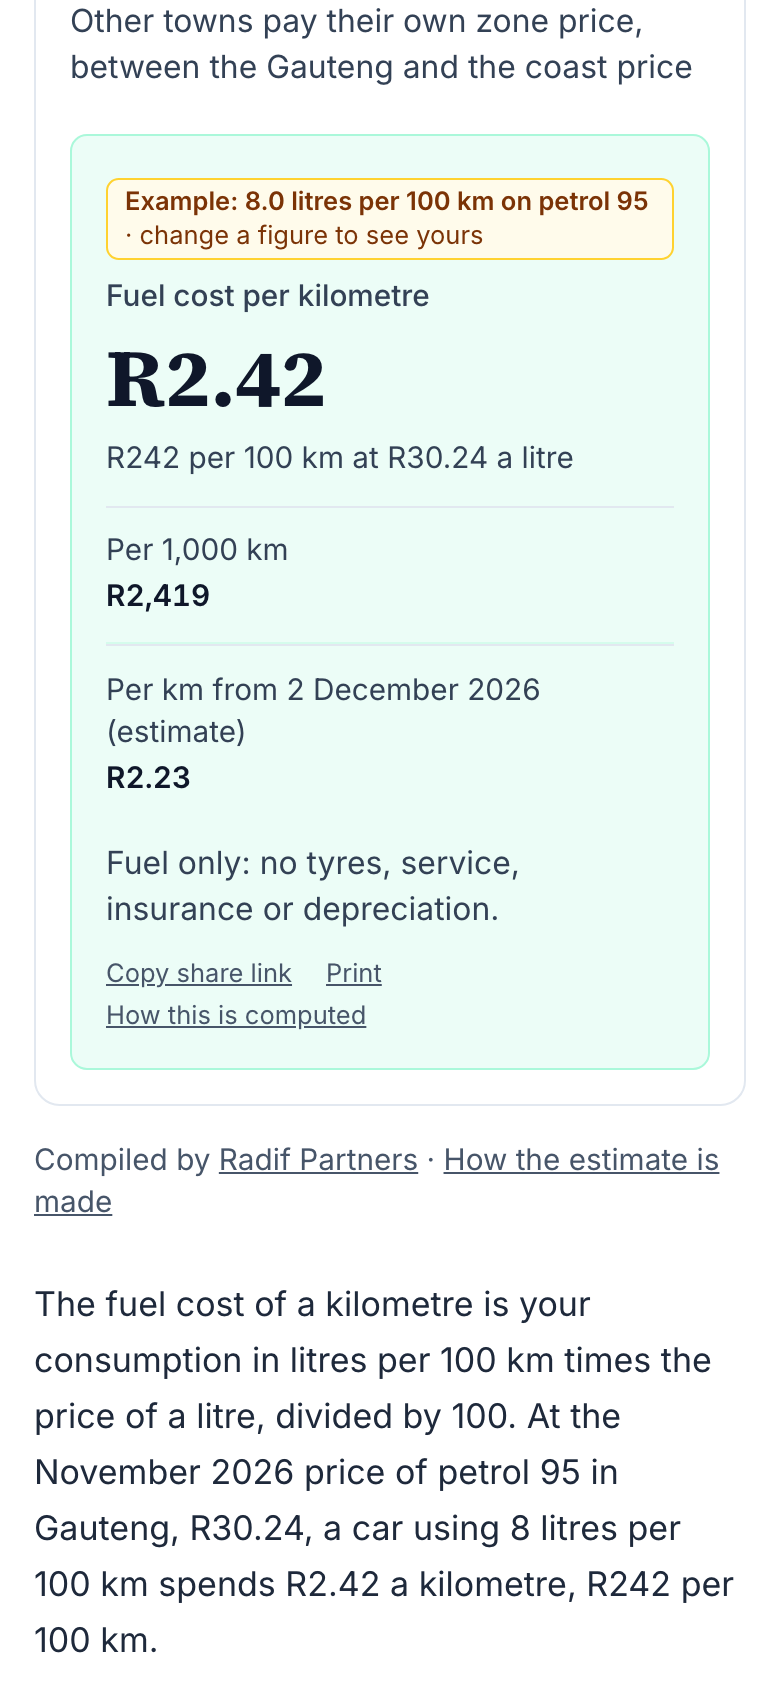 Other towns pay their own zone price,
between the Gauteng and the coast price
Example: 8.0 litres per 100 km on petrol 95
· change a figure to see yours
Fuel cost per kilometre
R2.42
R242 per 100 km at R30.24 a litre
Per 1,000 km
R2,419
Per km from 2 December 2026
(estimate)
R2.23
Fuel only: no tyres, service,
insurance or depreciation.
Copy share link Print
How this is computed
Compiled by Radif Partners · How the estimate is
made
The fuel cost of a kilometre is your
consumption in litres per 100 km times the
price of a litre, divided by 100. At the
November 2026 price of petrol 95 in
Gauteng, R30.24, a car using 8 litres per
100 km spends R2.42 a kilometre, R242 per
100 km.